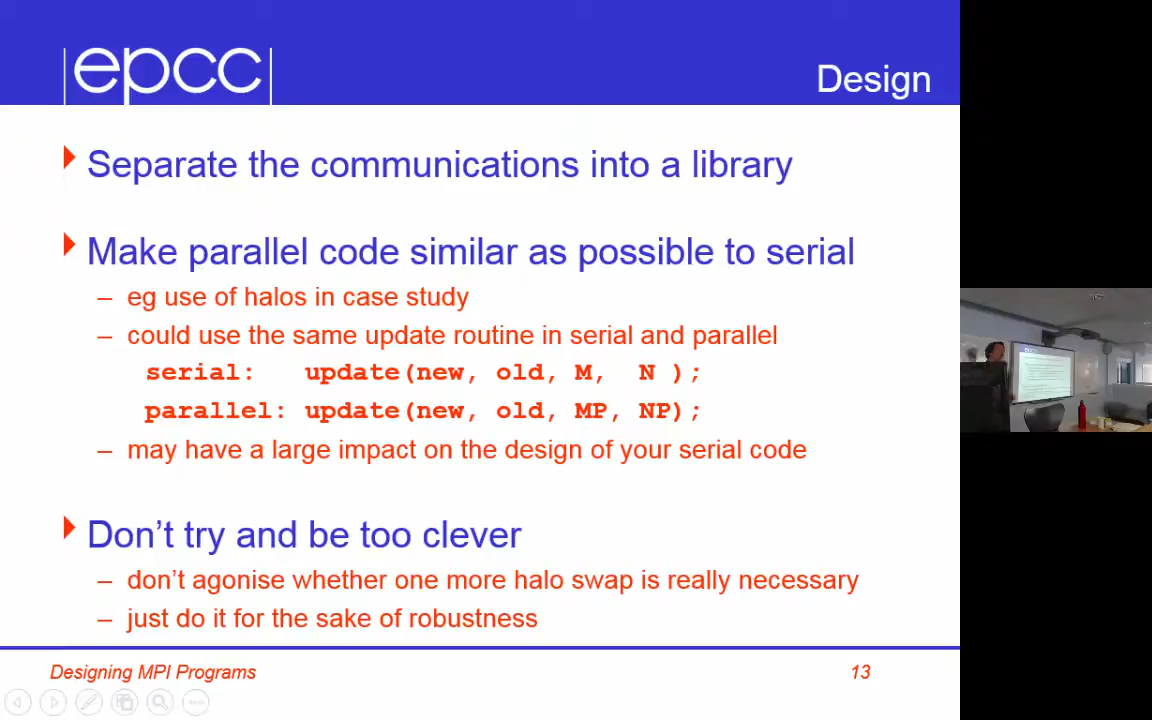 |epcc|
Design
Separate the communications into a library
Make parallel code similar as possible to serial
– eg use of halos in case study
– could use the same update routine in serial and parallel
serial: update(new, old, M, N );
parallel: update(new, old, MP, NP);
– may have a large impact on the design of your serial code
Don't try and be too clever
– don't agonise whether one more halo swap is really necessary
– just do it for the sake of robustness
Designing MPI Programs
13